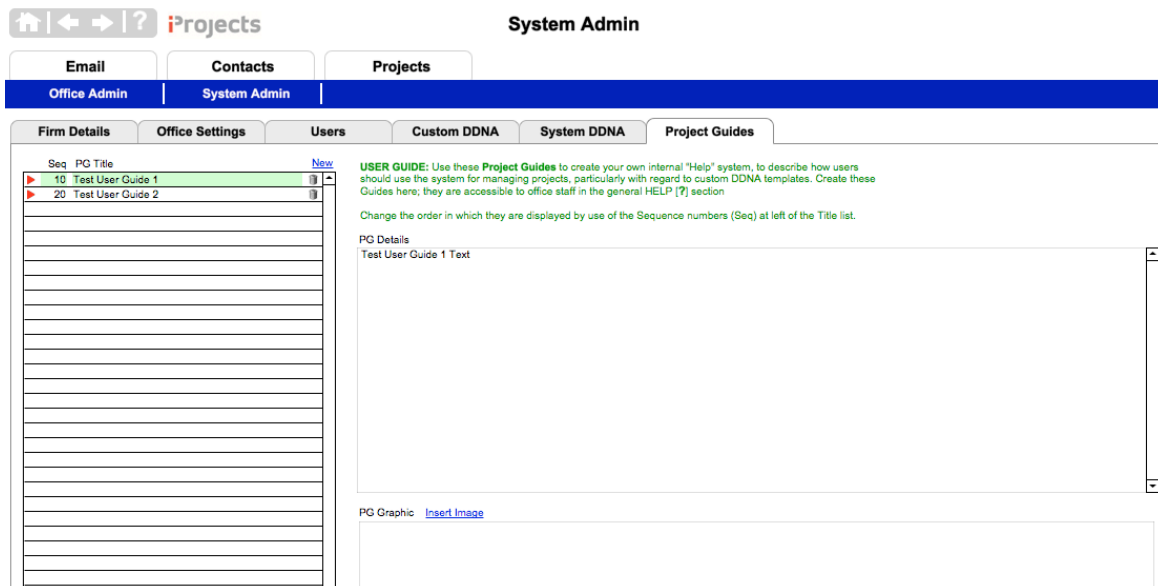 ? iProjects
System Admin
Email Contacts Projects
Office Admin System Admin
Firm Details Office Settings Users Custom DDNA System DDNA Project Guides
Seq PG Title New
10 Test User Guide 1
20 Test User Guide 2
USER GUIDE: Use these Project Guides to create your own internal "Help" system, to describe how users
should use the system for managing projects, particularly with regard to custom DDNA templates. Create these
Guides here; they are accessible to office staff in the general HELP [?] section
Change the order in which they are displayed by use of the Sequence numbers (Seq) at left of the Title list.
PG Details
Test User Guide 1 Text
PG Graphic Insert Image